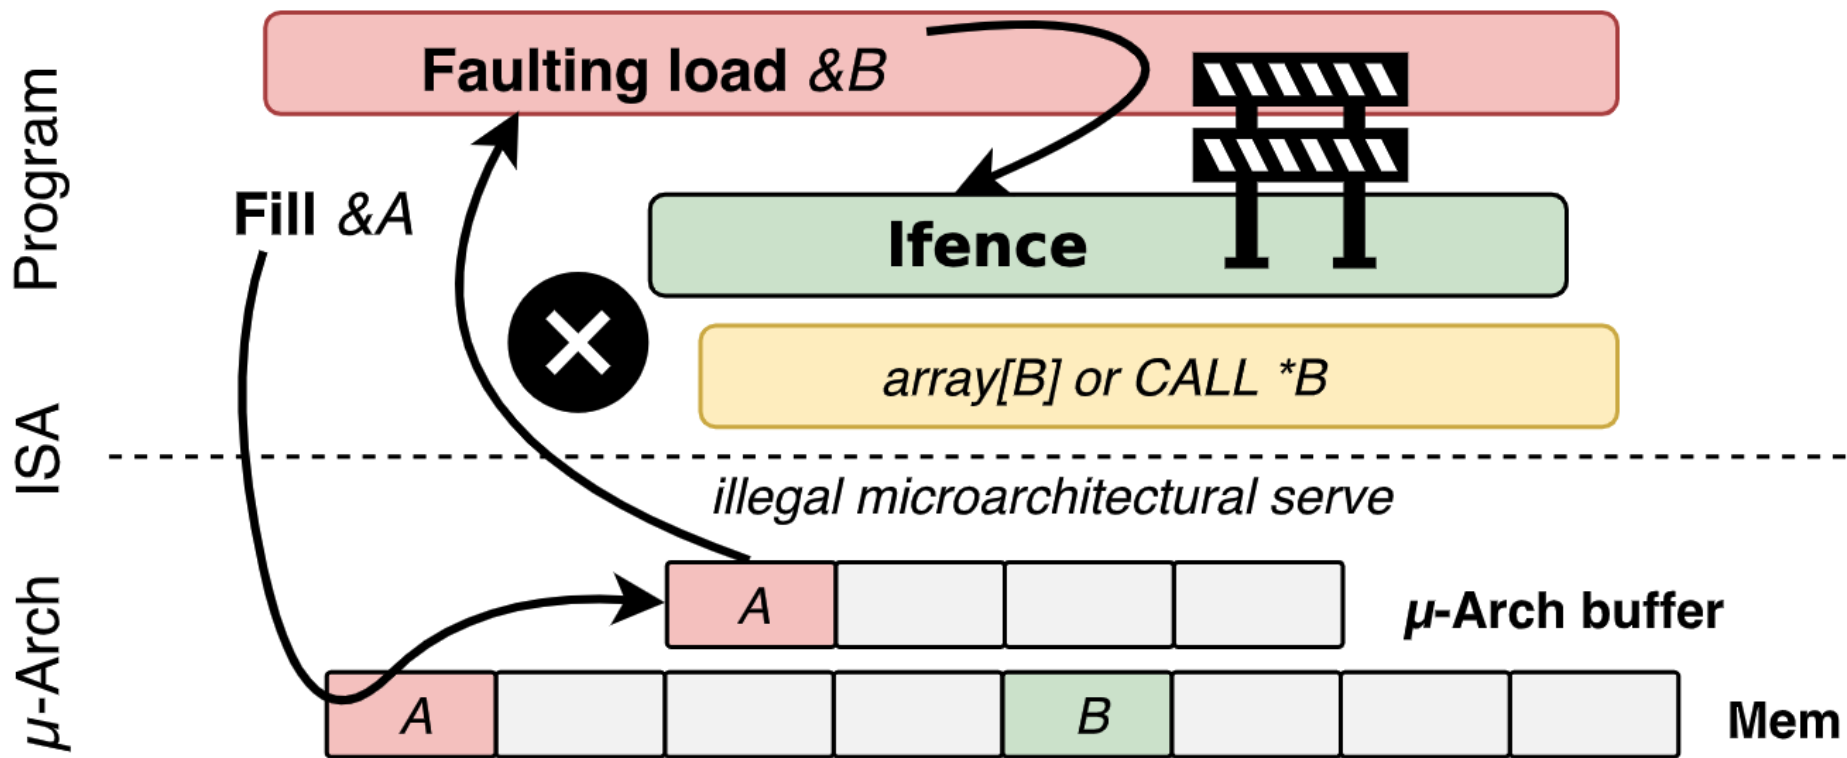 Program
ISA
µ-Arch
Faulting load &B
Fill &A
lfence
array[B] or CALL *B
illegal microarchitectural serve
A
µ-Arch buffer
A
B
Mem